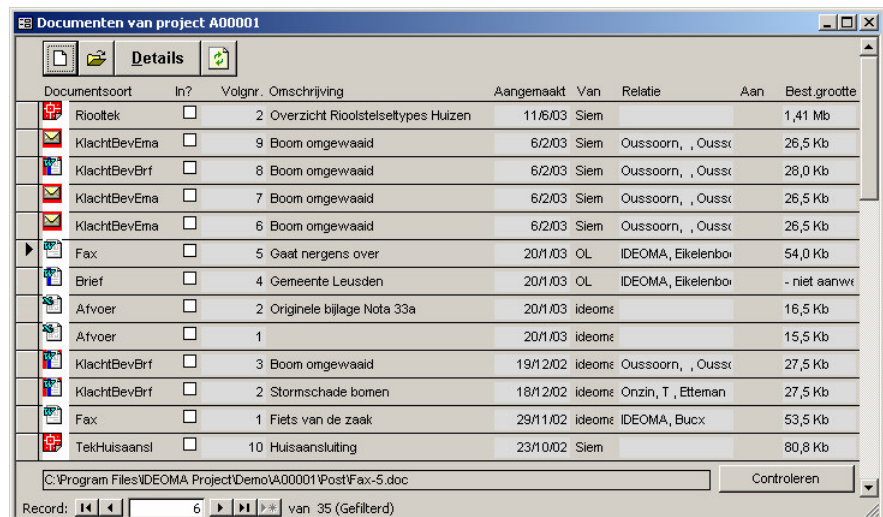 Documenten van project A00001
Details
Documentsoort In? Volgnr. Omschrijving Aangemaakt Van Relatie Aan Best.grootte
Riooltek 2 Overzicht Rioolstelseltypes Huizen 11/6/03 Siem 1,41 Mb
KlachtBevEma 9 Boom omgewaaid 6/2/03 Siem Oussoorn, , Ousso 26,5 Kb
KlachtBevBrf 8 Boom omgewaaid 6/2/03 Siem Oussoorn, , Ousso 28,0 Kb
KlachtBevEma 7 Boom omgewaaid 6/2/03 Siem Oussoorn, , Ousso 26,5 Kb
KlachtBevEma 6 Boom omgewaaid 6/2/03 Siem Oussoorn, , Ousso 26,5 Kb
Fax 5 Gaat nergens over 20/1/03 OL IDEOMA, Eikelenbo 54,0 Kb
Brief 4 Gemeente Leusden 20/1/03 OL IDEOMA, Eikelenbo - niet aanwe
Afvoer 2 Originele bijlage Nota 33a 20/1/03 ideoma 16,5 Kb
Afvoer 1 20/1/03 ideoma 15,5 Kb
KlachtBevBrf 3 Boom omgewaaid 19/12/02 ideoma Oussoorn, , Ousso 27,5 Kb
KlachtBevBrf 2 Stormschade bomen 18/12/02 ideoma Onzin, T , Etteman 27,5 Kb
Fax 1 Fiets van de zaak 29/11/02 ideoma IDEOMA, Bucx 53,5 Kb
TekHuisaansl 10 Huisaansluiting 23/10/02 Siem 80,8 Kb
C:\Program Files\IDEOMA Project\Demo\A00001\Post\Fax-5.doc Controleren
Record: 6 van 35 (Gefilterd)